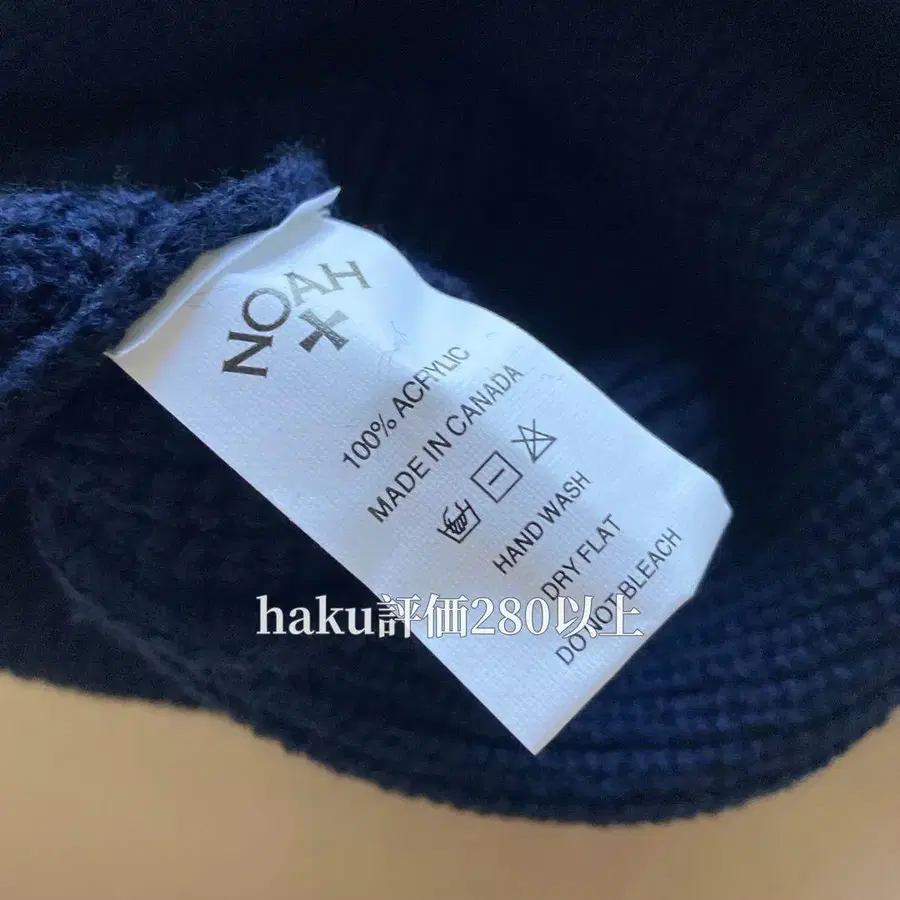 NOAH
100% ACRYLIC
MADE IN CANADA
HAND WASH
DRY FLAT
DO NOT BLEACH
haku評価280以上